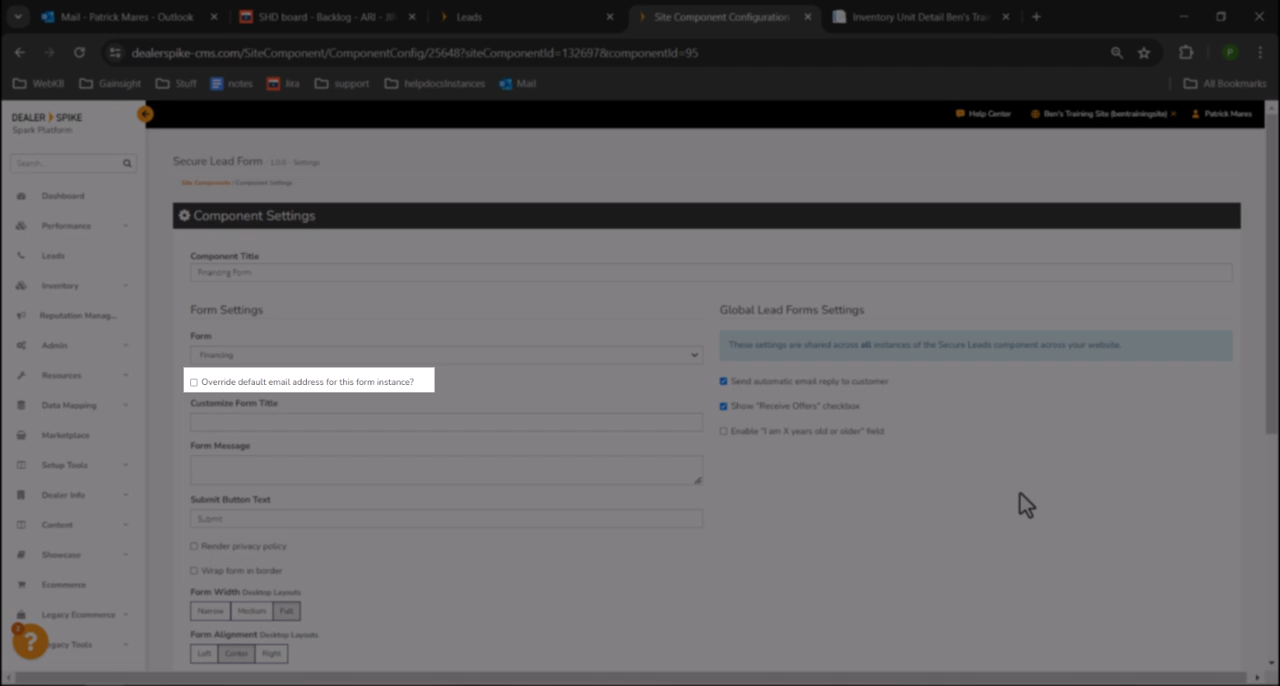 Mail - Patrick Mares - Outlook
SHD board - Backlog - ARI - JI
Leads
Site Component Configuration
Inventory Unit Detail Ben's Trai
dealerspike-cms.com/SiteComponent/ComponentConfig/25648?siteComponentId=132697&componentId=95
P
WebKB
Gainsight
Stuff
notes
Jira
support
helpdocsInstances
Mail
All Bookmarks
DEALER SPIKE
Spark Platform
Help Center
Ben's Training Site (bentrainingsite)
Patrick Mares
Search...
Dashboard
Performance
Leads
Inventory
Reputation Manag...
Admin
Resources
Data Mapping
Marketplace
Setup Tools
Dealer Info
Content
Showcase
Ecommerce
Legacy Ecommerce
egacy Tools
2
?
Secure Lead Form - 1.0.0 - Settings
Site Components / Component Settings
Component Settings
Component Title
Financing Form
Form Settings
Form
Financing
Override default email address for this form instance?
Customize Form Title
Form Message
Submit Button Text
Submit
Render privacy policy
Wrap form in border
Form Width Desktop Layouts
Narrow Medium Full
Form Alignment Desktop Layouts
Left Center Right
Global Lead Forms Settings
These settings are shared across all instances of the Secure Leads component across your website.
Send automatic email reply to customer
Show "Receive Offers" checkbox
Enable "I am X years old or older" field